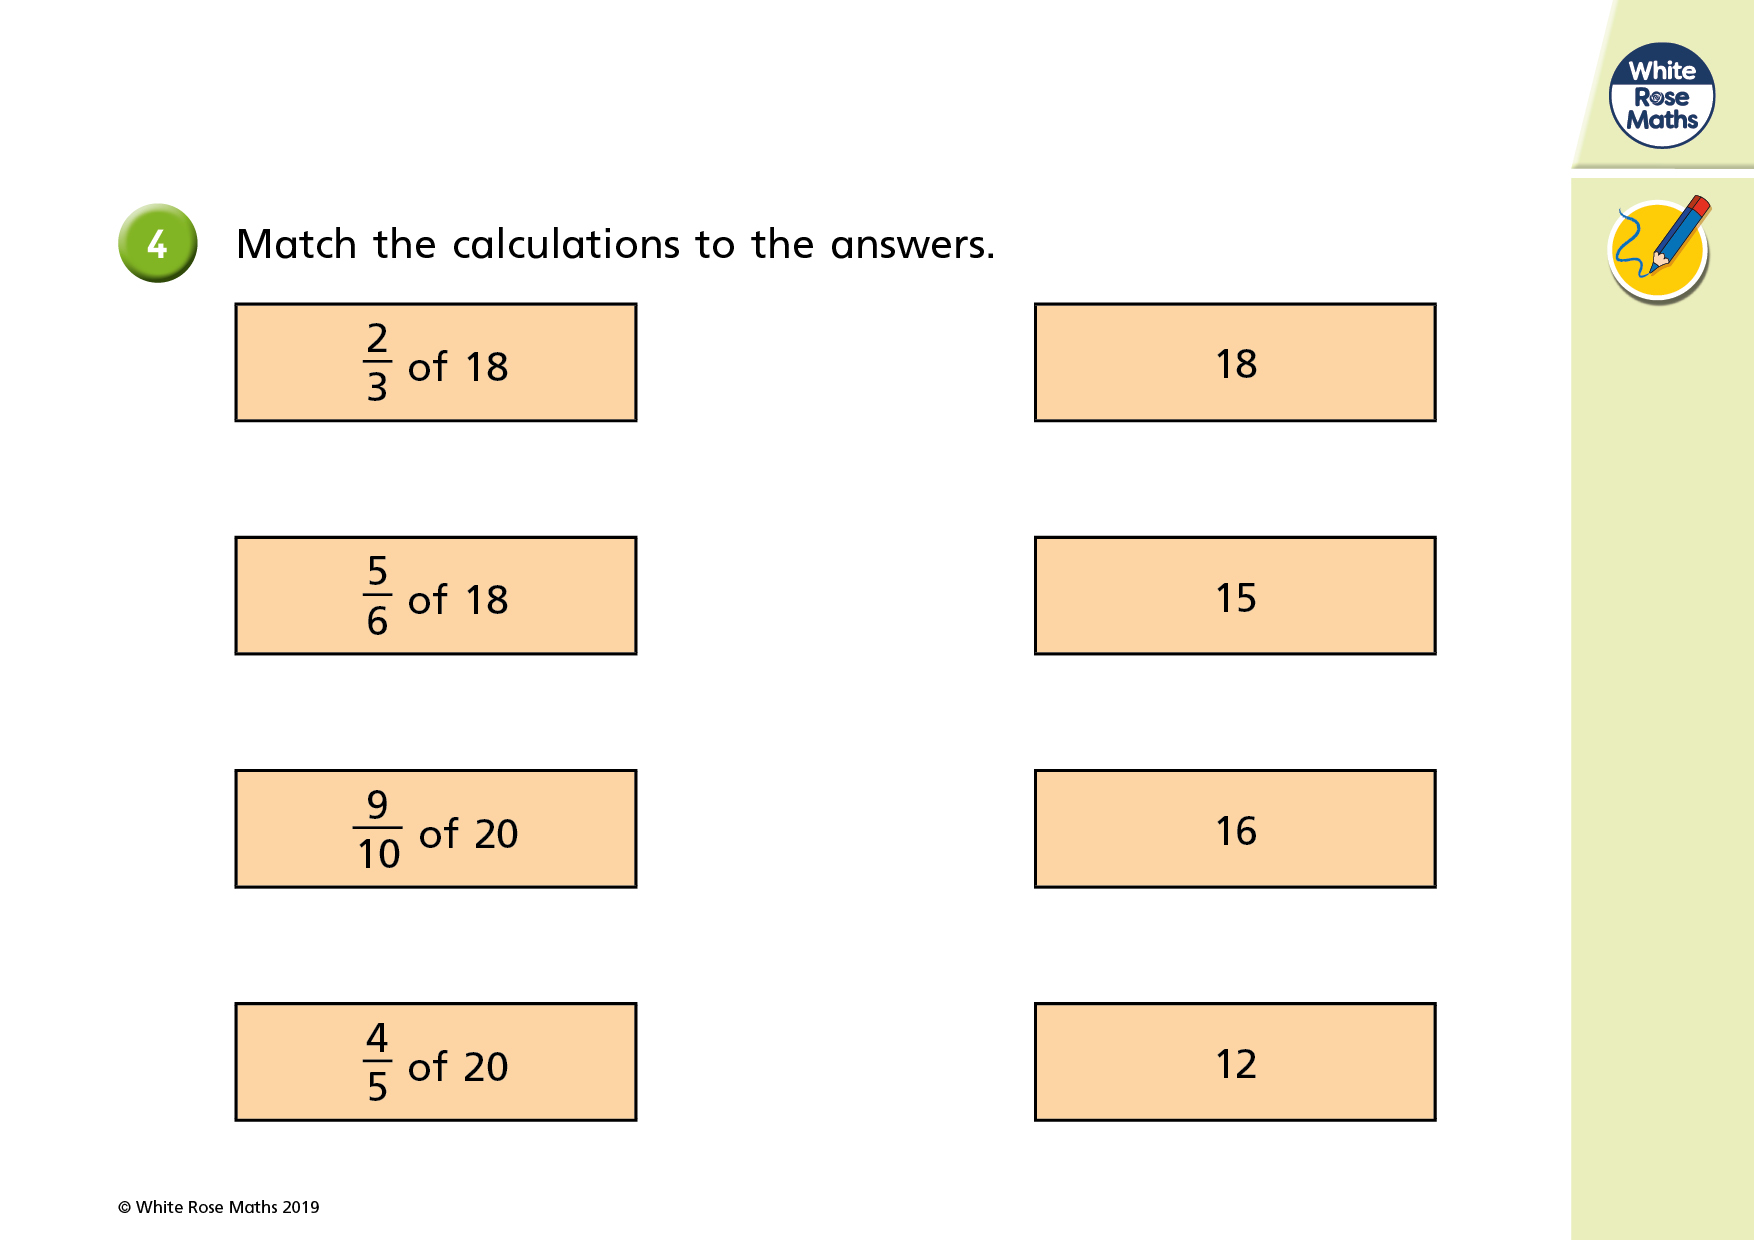 White
Rose
Maths
4 Match the calculations to the answers.
2/3 of 18
18
5/6 of 18
15
9/10 of 20
16
4/5 of 20
12
© White Rose Maths 2019